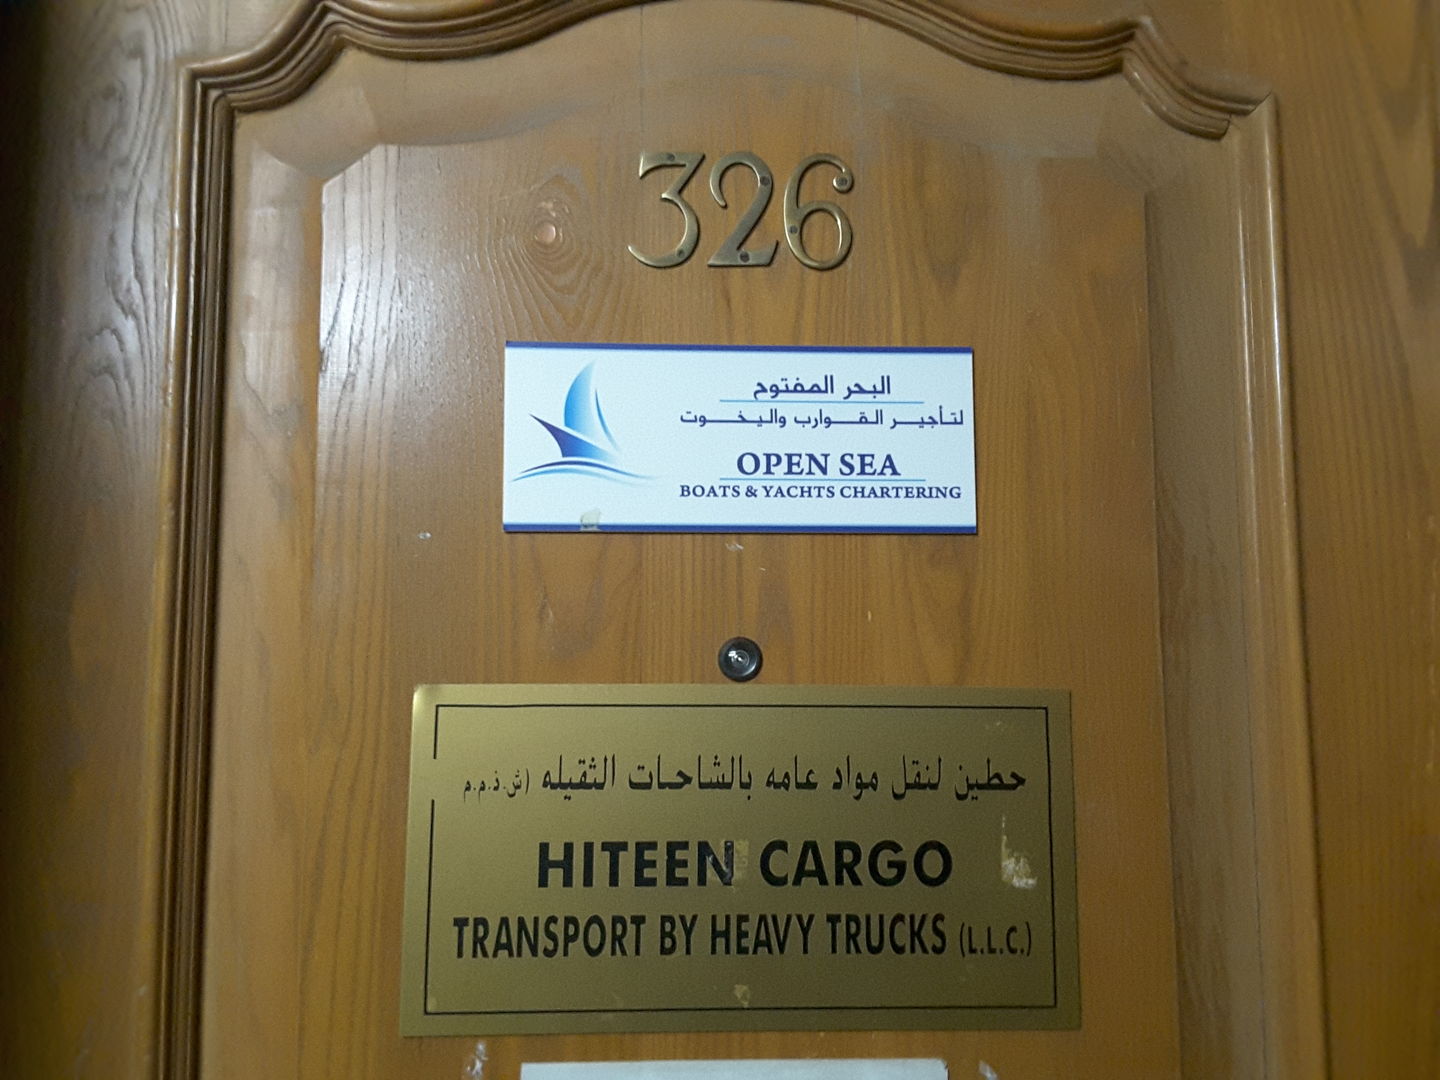 326
البحر المفتوح
لتأجير القوارب واليخوت
OPEN SEA
BOATS & YACHTS CHARTERING
حطين لنقل مواد عامه بالشاحات الثقيله (ش.ذ.م.م
HITEEN CARGO
TRANSPORT BY HEAVY TRUCKS (L.L.C.)